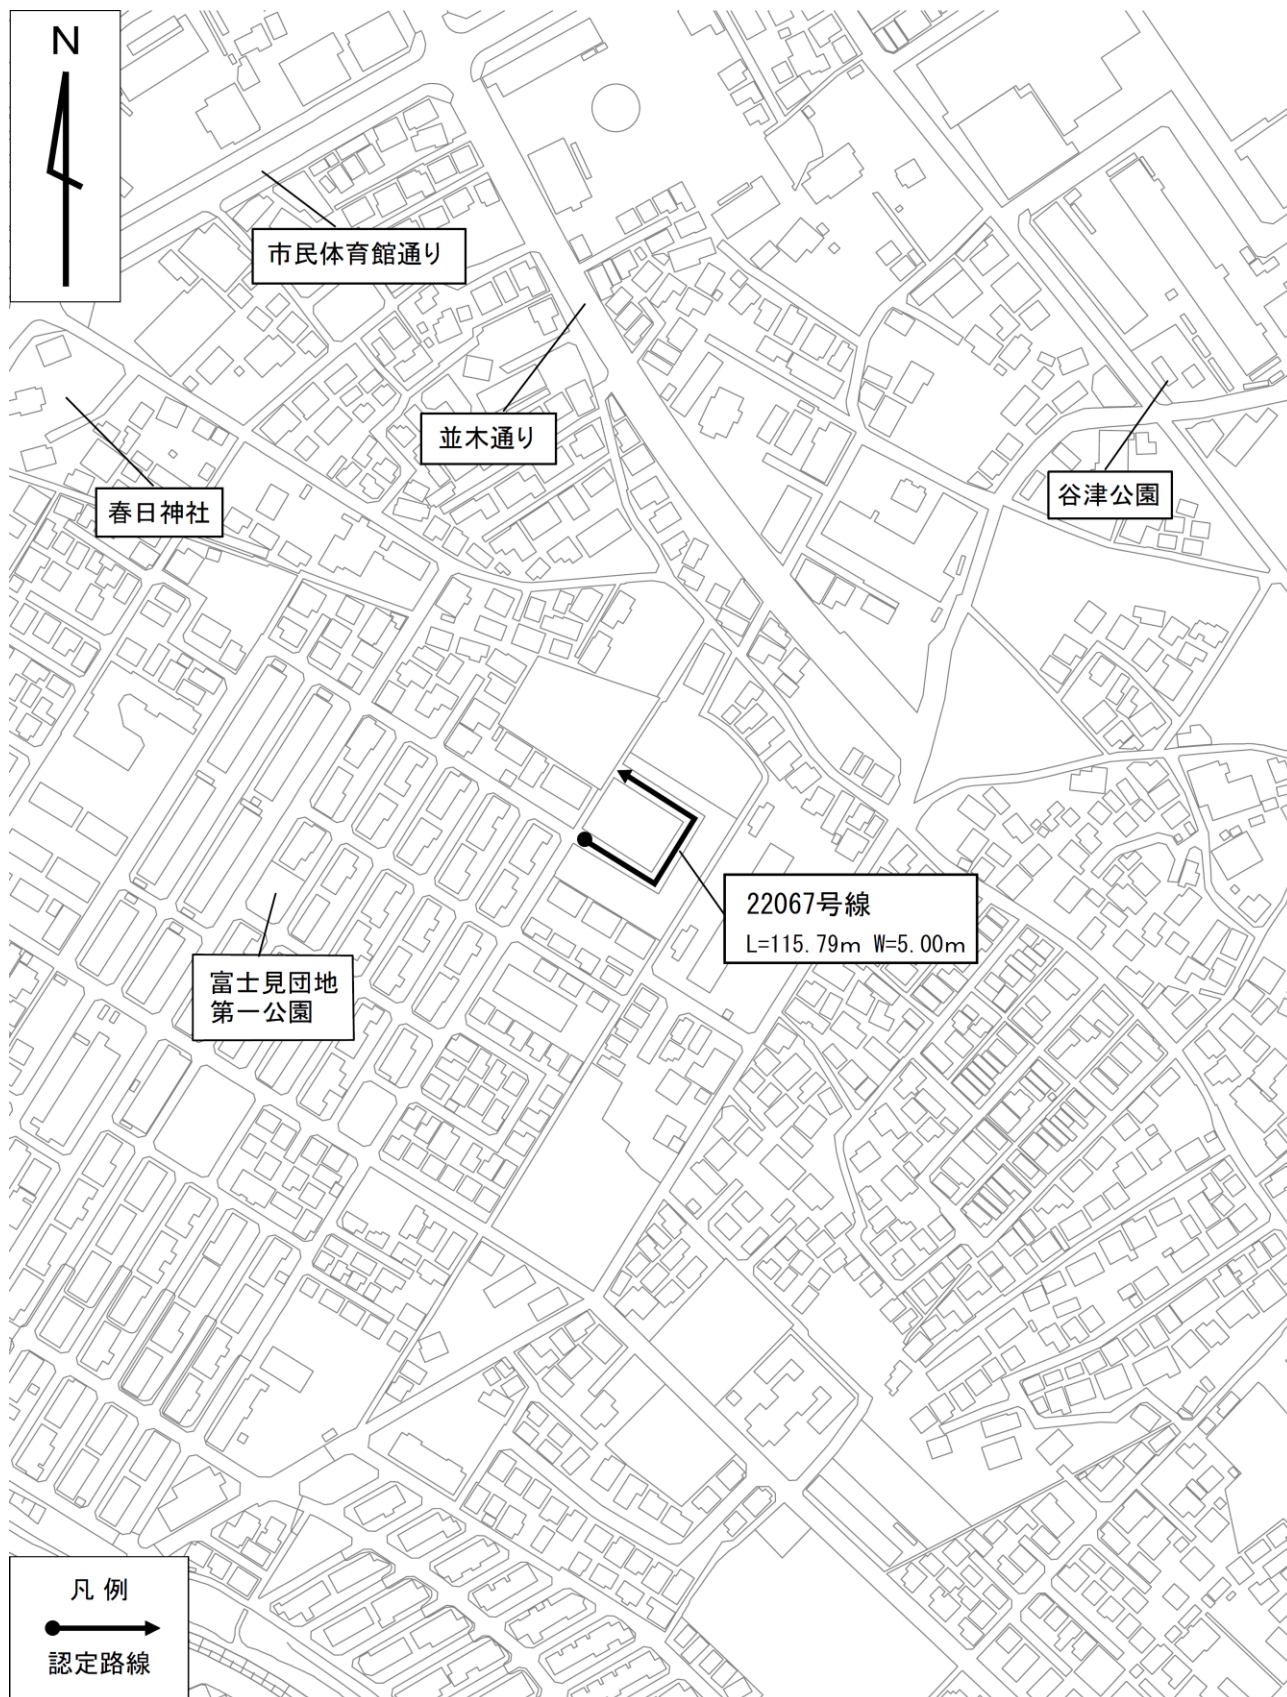 N
市民体育館通り
並木通り
谷津公園
春日神社
22067号線
L=115.79m W=5.00m
富士見団地
第一公園
凡例
認定路線